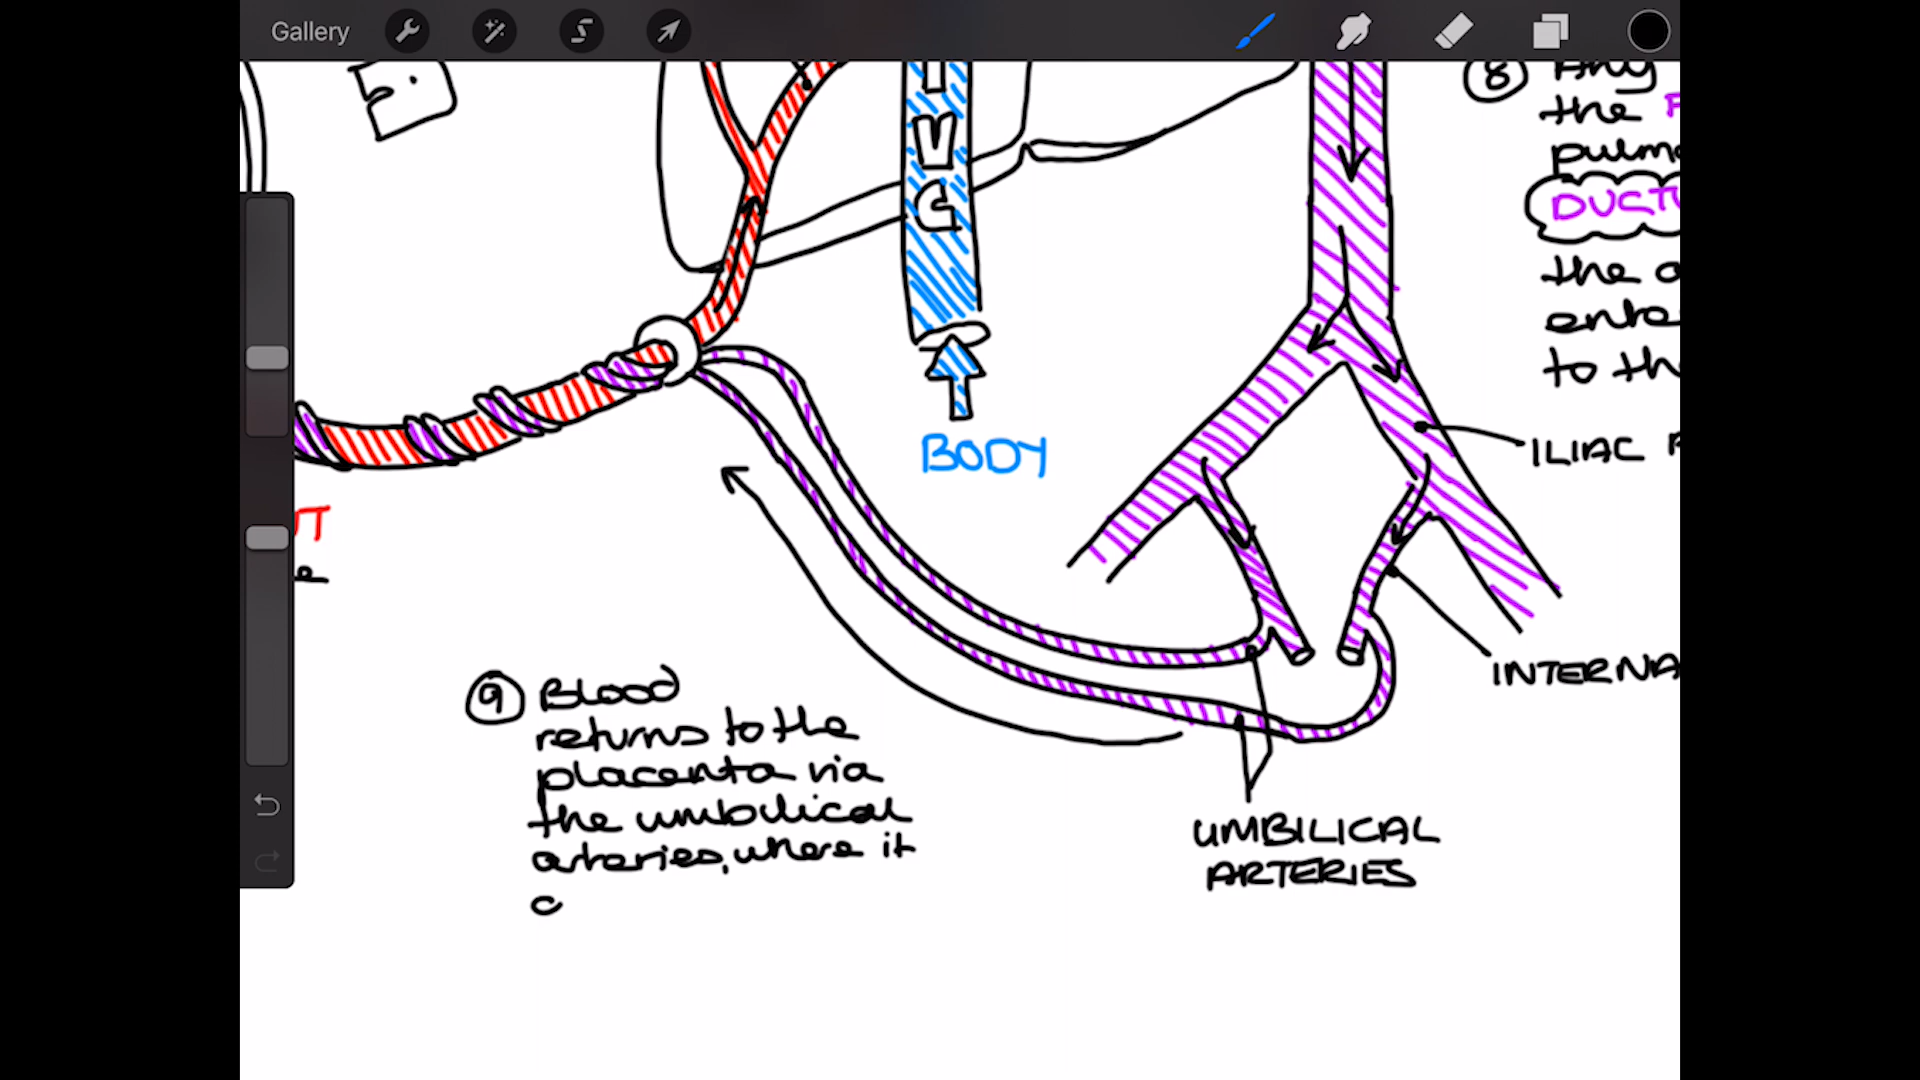 Gallery
8 Any
the
pulm
DUCT
the
ente
to th
IVC
BODY
ILIAC
INTERNA
9 Blood
returns to the
placenta via
the umbilical
arteries, where it
UMBILICAL
ARTERIES